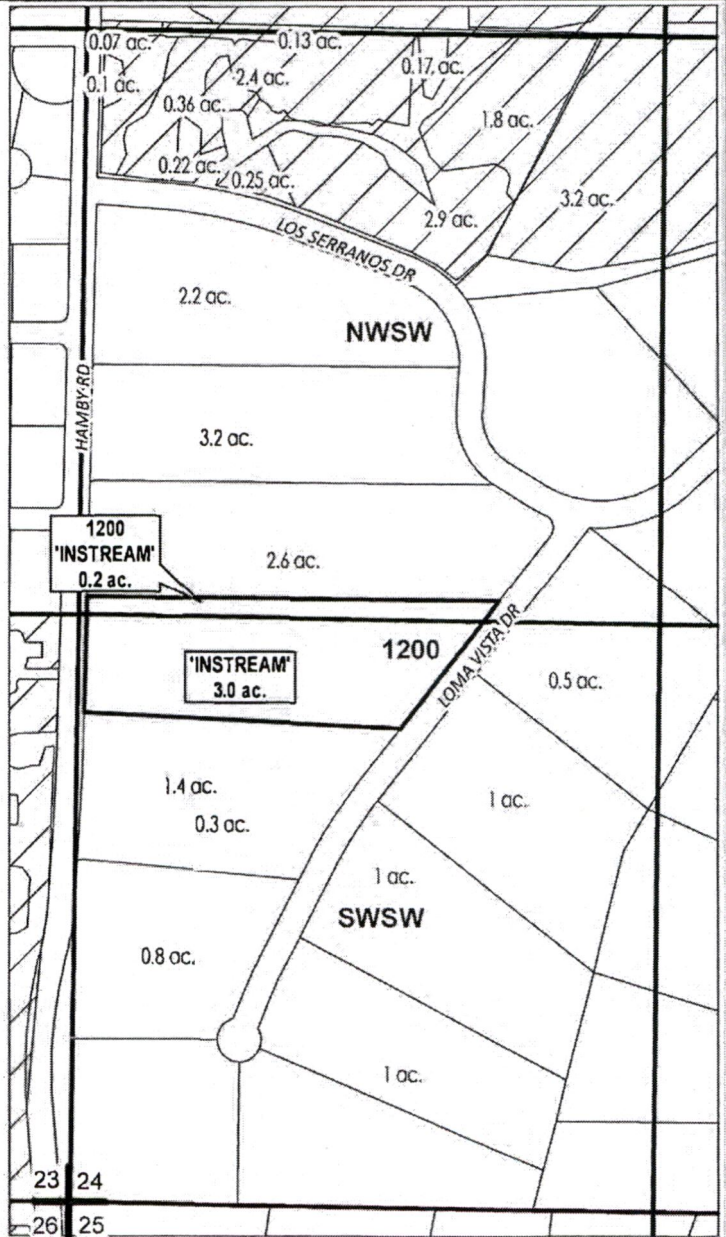 0.07 ac.
0.13 ac.
0.1 ac.
2.4 ac.
0.17 ac.
0.36 ac.
1.8 ac.
0.22 ac.
0.25 ac.
2.9 ac.
3.2 ac.
LOS SERRANOS DR
2.2 ac.
NWSW
HAMBY RD
3.2 ac.
1200
'INSTREAM'
0.2 ac.
2.6 ac.
1200
'INSTREAM'
3.0 ac.
LOMA VISTA DR
0.5 ac.
1.4 ac.
0.3 ac.
1 ac.
1 ac.
SWSW
0.8 ac.
1 ac.
23 24
26 25